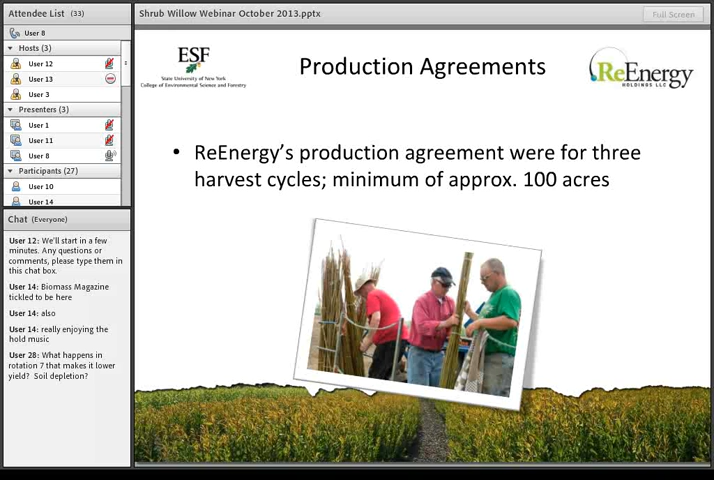 Attendee List (33)
User 8
Hosts (3)
User 12
User 13
User 3
Presenters (3)
User 1
User 11
User 8
Participants (27)
User 10
User 14
Chat (Everyone)
User 12: We'll start in a few
minutes. Any questions or
comments, please type them in
this chat box.
User 14: Biomass Magazine
tickled to be here
User 14: also
User 14: really enjoying the
hold music
User 28: What happens in
rotation 7 that makes it lower
yield? Soil depletion?
Shrub Willow Webinar October 2013.pptx
Full Screen
ESF
State University of New York
College of Environmental Science and Forestry
Production Agreements
ReEnergy
HOLDINGS LLC
• ReEnergy's production agreement were for three
harvest cycles; minimum of approx. 100 acres